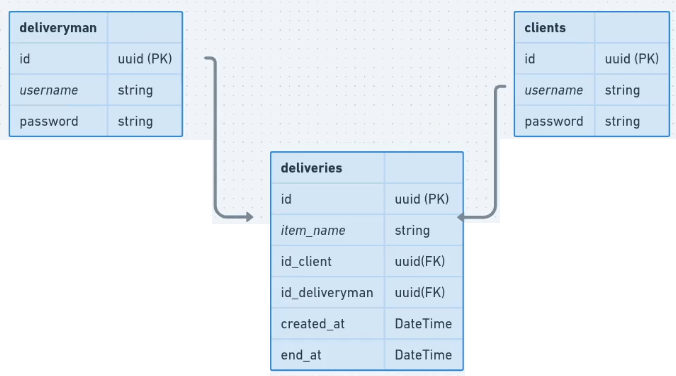 deliveryman
id uuid (PK)
username string
password string
clients
id uuid (PK)
username string
password string
deliveries
id uuid (PK)
item_name string
id_client uuid(FK)
id_deliveryman uuid(FK)
created_at DateTime
end_at DateTime